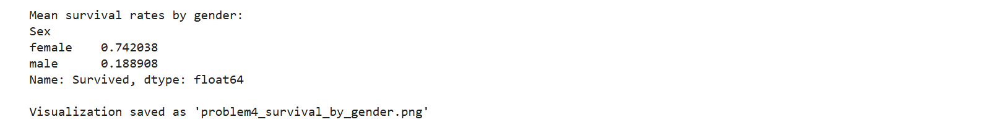 Mean survival rates by gender:
Sex
female    0.742038
male      0.188908
Name: Survived, dtype: float64
Visualization saved as 'problem4_survival_by_gender.png'